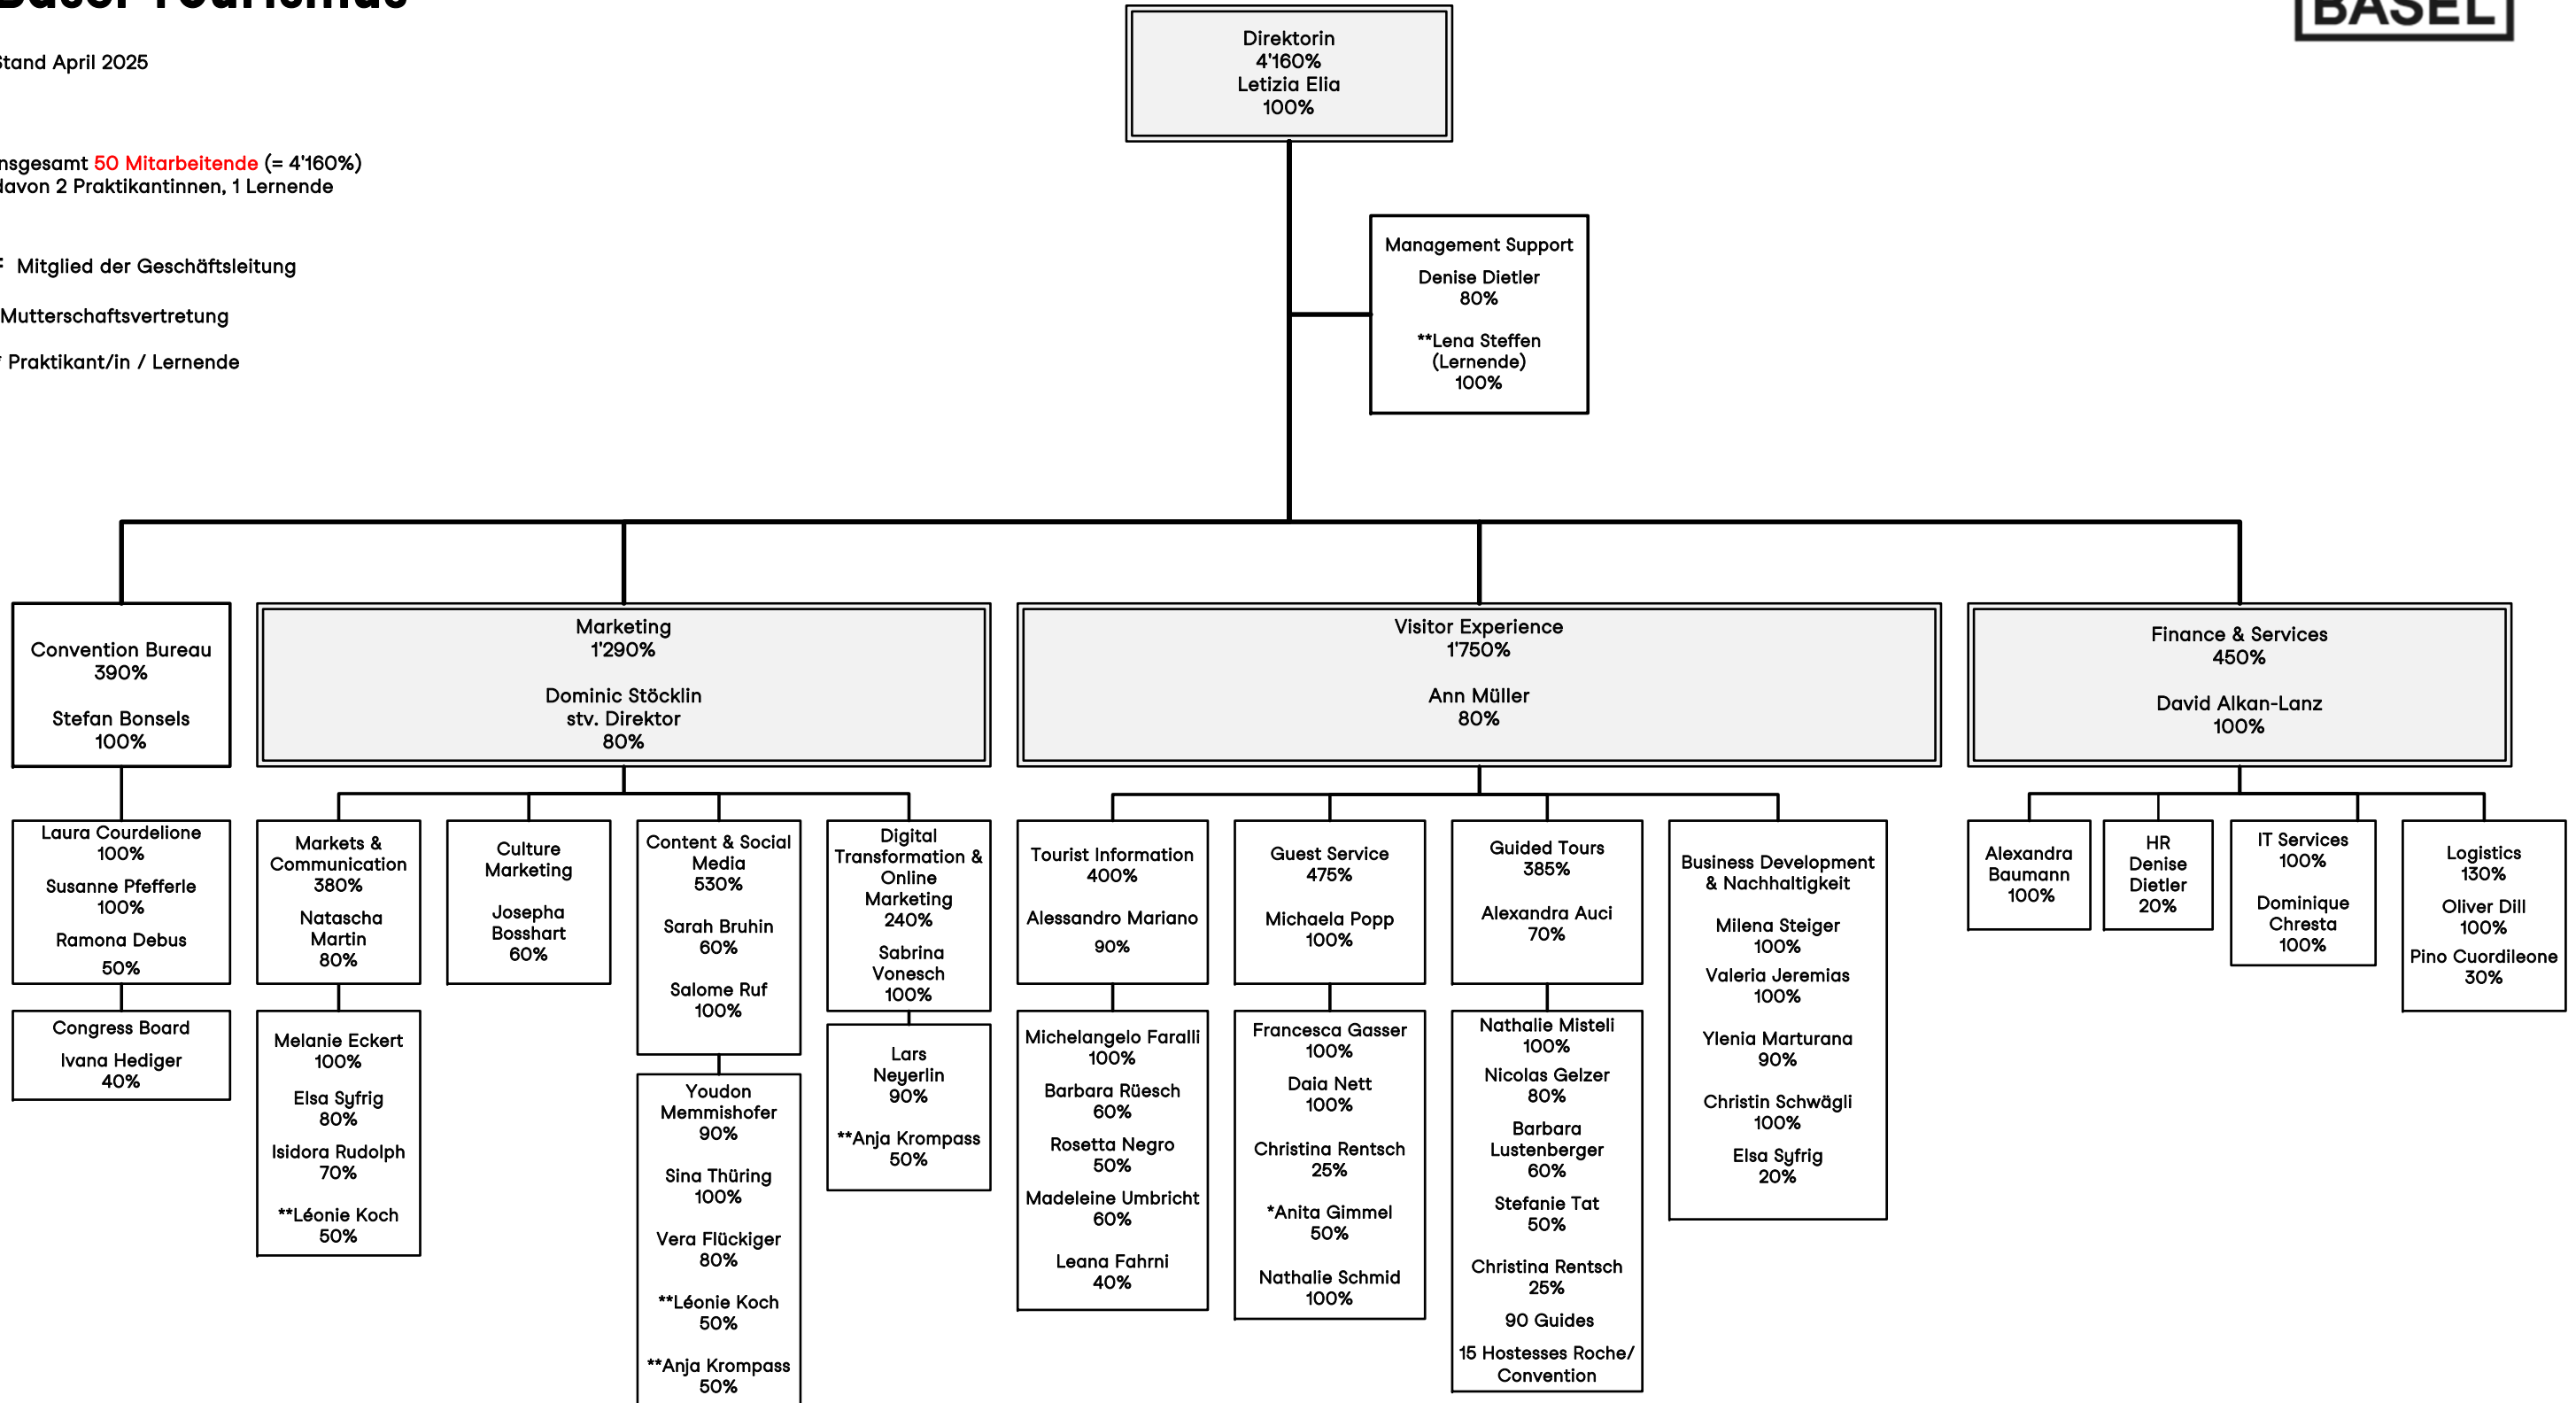 Basel Tourismus
BASEL
Stand April 2025
insgesamt 50 Mitarbeitende (= 4'160%)
davon 2 Praktikantinnen, 1 Lernende
Mitglied der Geschäftsleitung
Mutterschaftsvertretung
* Praktikant/in / Lernende
Direktorin
4'160%
Letizia Elia
100%
Management Support
Denise Dietler
80%
**Lena Steffen
(Lernende)
100%
Convention Bureau
390%
Stefan Bonsels
100%
Laura Courdelione
100%
Susanne Pfefferle
100%
Ramona Debus
50%
Congress Board
Ivana Hediger
40%
Marketing
1'290%
Dominic Stöcklin
stv. Direktor
80%
Markets &
Communication
380%
Natascha
Martin
80%
Melanie Eckert
100%
Elsa Syfrig
80%
Isidora Rudolph
70%
**Léonie Koch
50%
Culture
Marketing
Josepha
Bosshart
60%
Content & Social
Media
530%
Sarah Bruhin
60%
Salome Ruf
100%
Youdon
Memmishofer
90%
Sina Thüring
100%
Vera Flückiger
80%
**Léonie Koch
50%
**Anja Krompass
50%
Digital
Transformation &
Online
Marketing
240%
Sabrina
Vonesch
100%
Lars
Neyerlin
90%
**Anja Krompass
50%
Visitor Experience
1'750%
Ann Müller
80%
Tourist Information
400%
Alessandro Mariano
90%
Michelangelo Faralli
100%
Barbara Rüesch
60%
Rosetta Negro
50%
Madeleine Umbricht
60%
Leana Fahrni
40%
Guest Service
475%
Michaela Popp
100%
Francesca Gasser
100%
Daia Nett
100%
Christina Rentsch
25%
*Anita Gimmel
50%
Nathalie Schmid
100%
Guided Tours
385%
Alexandra Auci
70%
Nathalie Misteli
100%
Nicolas Gelzer
80%
Barbara
Lustenberger
60%
Stefanie Tat
50%
Christina Rentsch
25%
90 Guides
15 Hostesses Roche/
Convention
Business Development
& Nachhaltigkeit
Milena Steiger
100%
Valeria Jeremias
100%
Ylenia Marturana
90%
Christin Schwägli
100%
Elsa Syfrig
20%
Finance & Services
450%
David Alkan-Lanz
100%
Alexandra
Baumann
100%
HR
Denise
Dietler
20%
IT Services
100%
Dominique
Chresta
100%
Logistics
130%
Oliver Dill
100%
Pino Cuordileone
30%